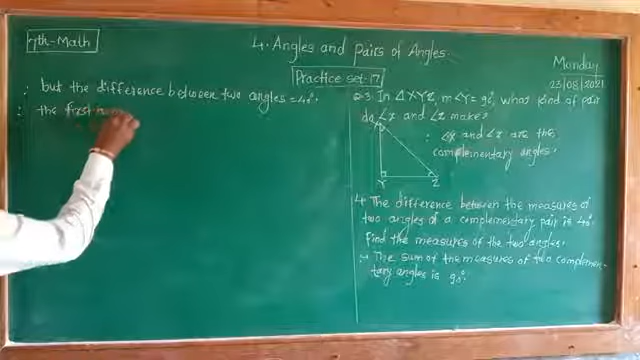 7th-Math
4. Angles and Pairs of Angles.
Monday
23/08/2021
Practice set-17
∴ but the difference between two angles = 40°.
∴ the first
Q.3. In ΔXYZ, m∠Y = 90°, What kind of pair
do ∠x and ∠z make?
∴ ∠x and ∠z are the
complementary angles.
X
Y
Z
4. The difference between the measures of
two angles of a complementary pair is 40°.
Find the measures of the two angles.
∴ The sum of the measures of two complemen-
tary angles is 90°.